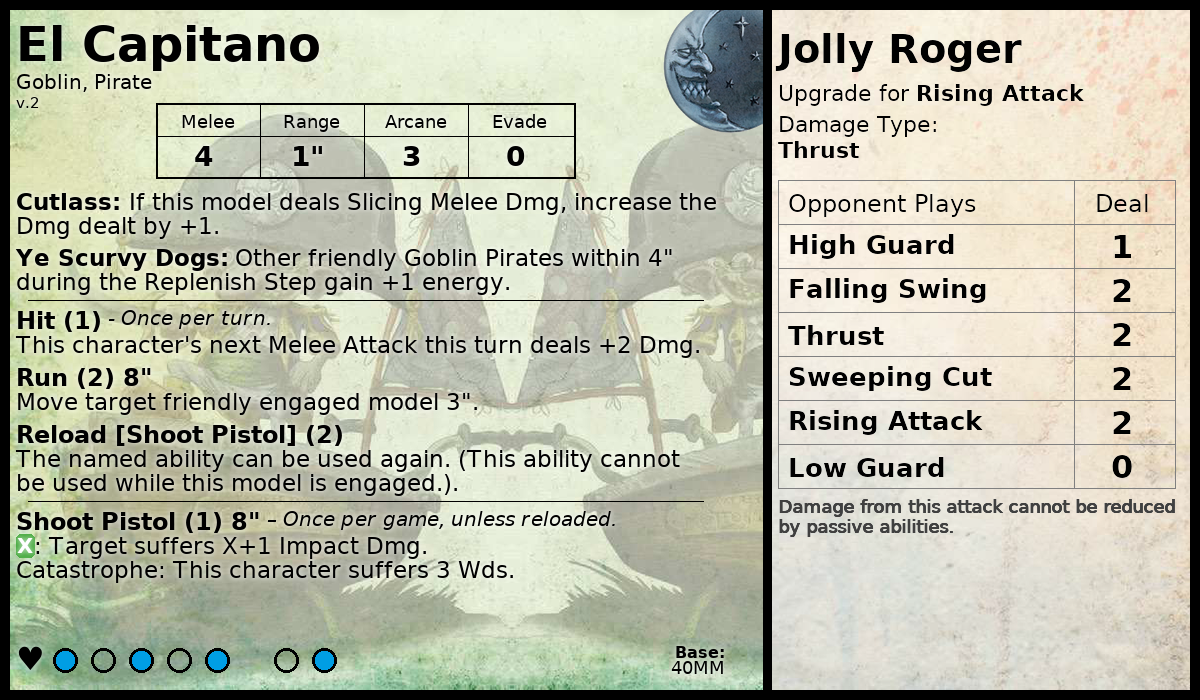 El Capitano
Goblin, Pirate
v.2
Melee Range Arcane Evade
4 1" 3 0
Cutlass: If this model deals Slicing Melee Dmg, increase the
Dmg dealt by +1.
Ye Scurvy Dogs: Other friendly Goblin Pirates within 4"
during the Replenish Step gain +1 energy.
Hit (1) - Once per turn.
This character's next Melee Attack this turn deals +2 Dmg.
Run (2) 8"
Move target friendly engaged model 3".
Reload [Shoot Pistol] (2)
The named ability can be used again. (This ability cannot
be used while this model is engaged.).
Shoot Pistol (1) 8" – Once per game, unless reloaded.
X: Target suffers X+1 Impact Dmg.
Catastrophe: This character suffers 3 Wds.
Base:
40MM
Jolly Roger
Upgrade for Rising Attack
Damage Type:
Thrust
Opponent Plays Deal
High Guard 1
Falling Swing 2
Thrust 2
Sweeping Cut 2
Rising Attack 2
Low Guard 0
Damage from this attack cannot be reduced
by passive abilities.